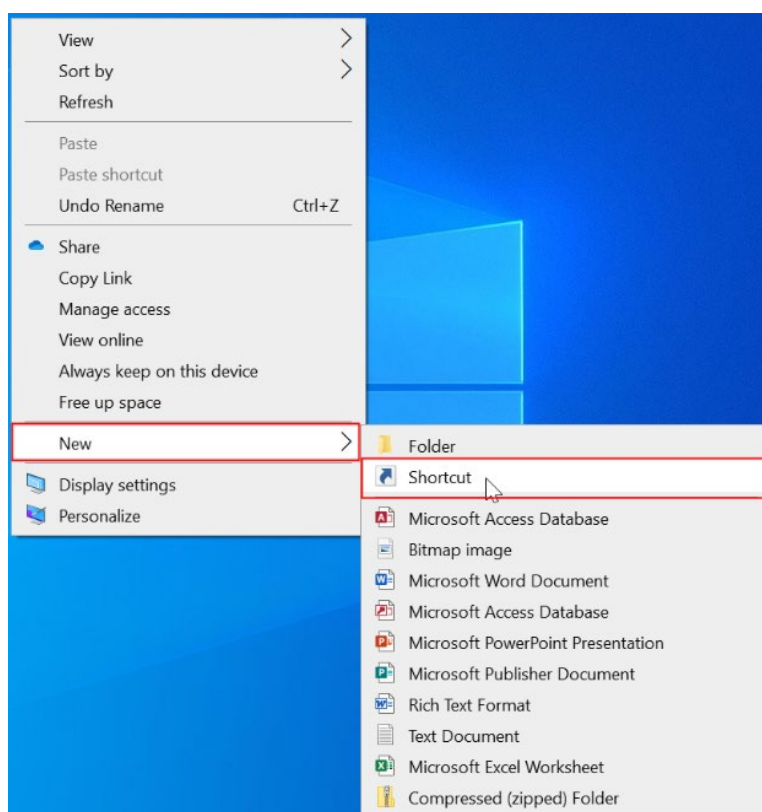 View
Sort by
Refresh
Paste
Paste shortcut
Undo Rename Ctrl+Z
Share
Copy Link
Manage access
View online
Always keep on this device
Free up space
New
Display settings
Personalize
Folder
Shortcut
Microsoft Access Database
Bitmap image
Microsoft Word Document
Microsoft Access Database
Microsoft PowerPoint Presentation
Microsoft Publisher Document
Rich Text Format
Text Document
Microsoft Excel Worksheet
Compressed (zipped) Folder